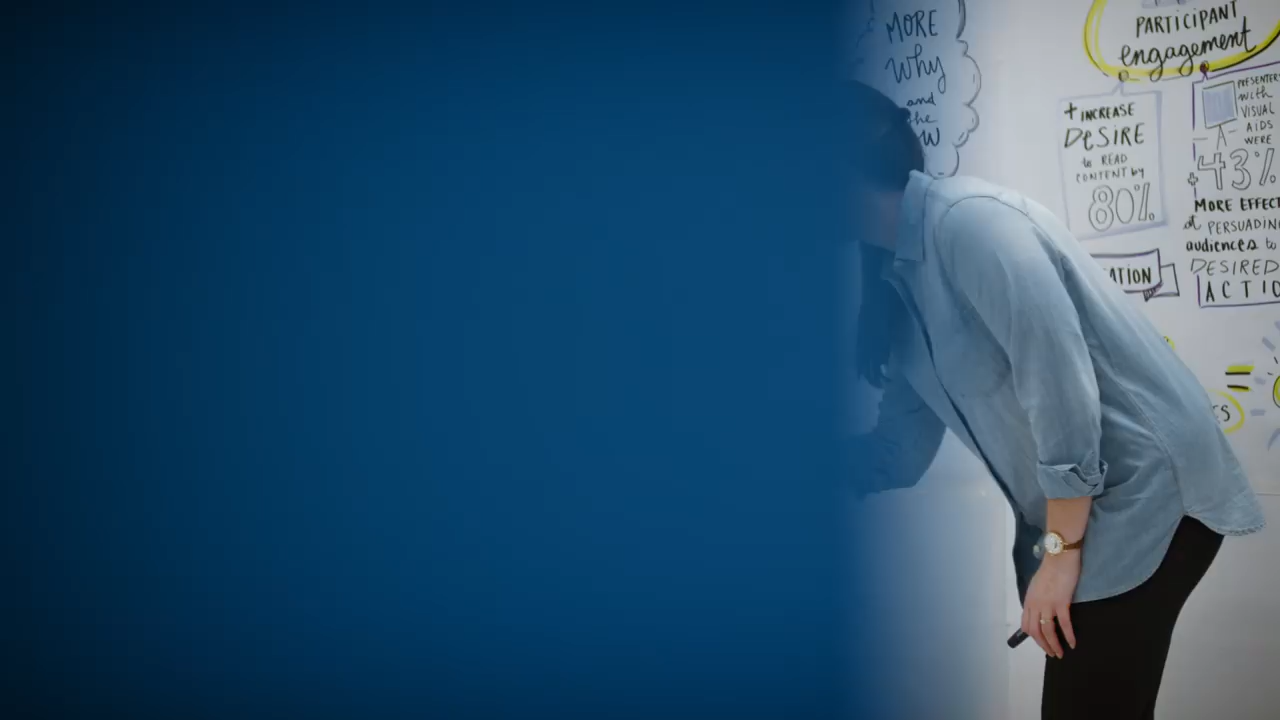 MORE
Why
and
the
W
PARTICIPANT
engagement
+ INCREASE
DESIRE
to READ
CONTENT by
80%
PRESENTERS
with
VISUAL
AIDS
WERE
+43%
MORE EFFECT
at PERSUADING
audiences to
DESIRED
ACTIO
ATION
=
CS